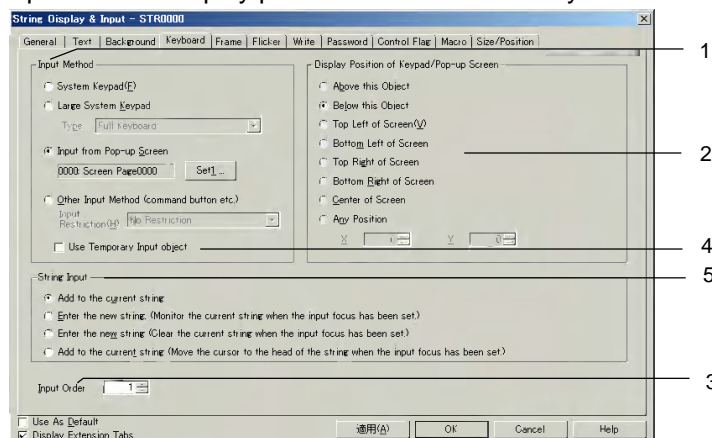 String Display & Input - STR0000
General Text Background Keyboard Frame Flicker Write Password Control Flag Macro Size/Position
1
Input Method
System Keypad(F)
Large System Keypad
Type Full Keyboard
Input from Pop-up Screen
0000: Screen Page0000 Set1 ...
Other Input Method (command button etc.)
Input
Restriction(H) No Restriction
Use Temporary Input object
Display Position of Keypad/Pop-up Screen
Above this Object
Below this Object
Top Left of Screen(V)
Bottom Left of Screen
Top Right of Screen
Bottom Right of Screen
Center of Screen
Any Position
X Y
2
4
5
String Input
Add to the current string
Enter the new string. (Monitor the current string when the input focus has been set.)
Enter the new string (Clear the current string when the input focus has been set.)
Add to the current string (Move the cursor to the head of the string when the input focus has been set.)
Input Order 1
3
Use As Default
Display Extension Tabs
適用(A) OK Cancel Help